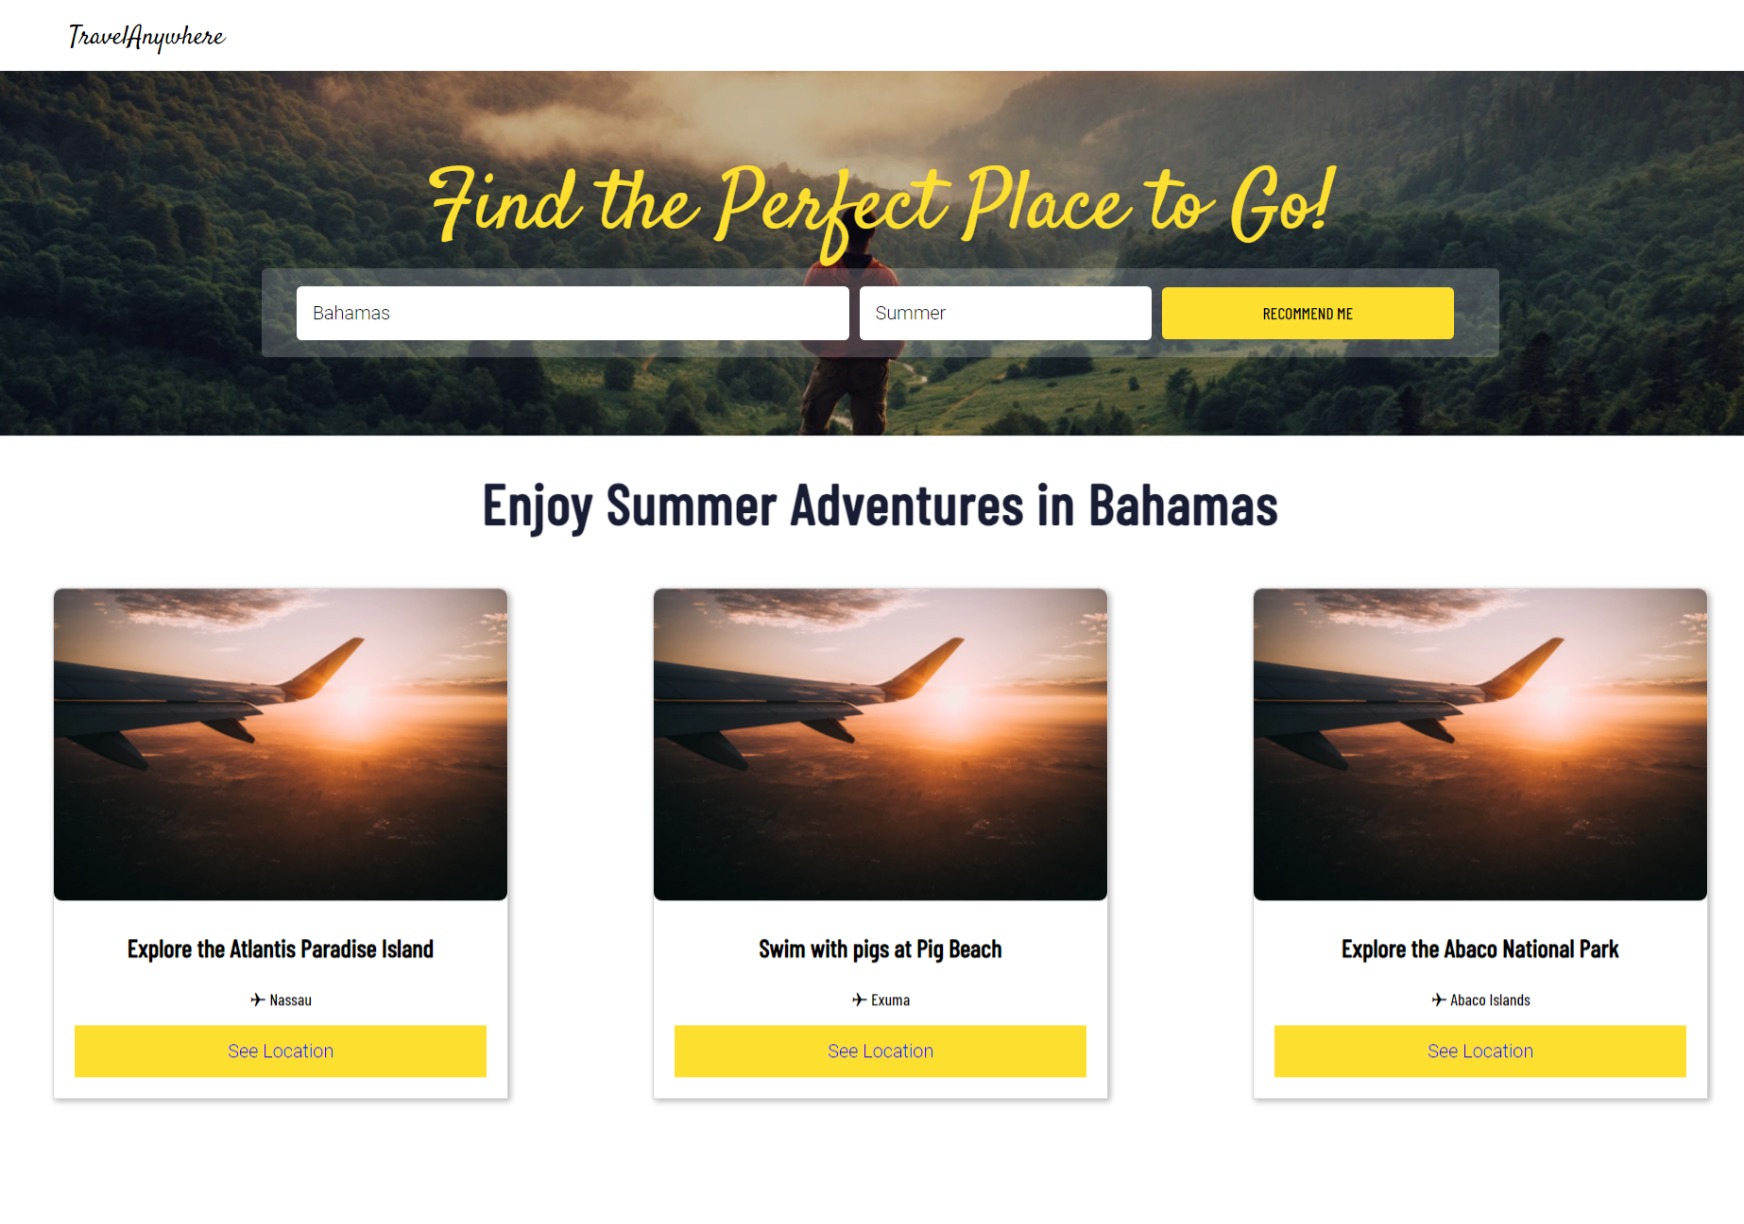 TravelAnywhere
Find the Perfect Place to Go!
Bahamas
Summer
RECOMMEND ME
Enjoy Summer Adventures in Bahamas
Explore the Atlantis Paradise Island
✈ Nassau
See Location
Swim with pigs at Pig Beach
✈ Exuma
See Location
Explore the Abaco National Park
✈ Abaco Islands
See Location